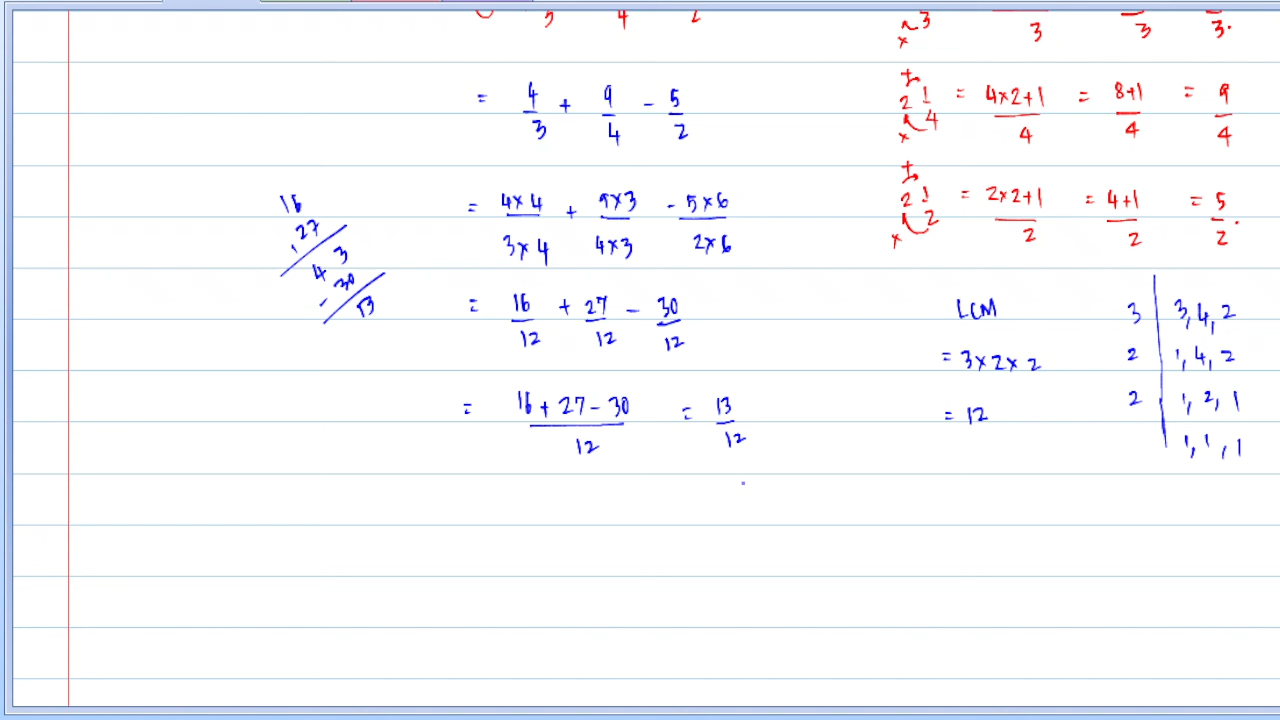 = 4/3 + 9/4 - 5/2
= 4×4/3×4 + 9×3/4×3 - 5×6/2×6
= 16/12 + 27/12 - 30/12
= 16+27-30/12 = 13/12
16
27
43
- 30
13
2 1/4 = 4×2+1/4 = 8+1/4 = 9/4
2 1/2 = 2×2+1/2 = 4+1/2 = 5/2.
LCM
= 3×2×2
= 12
3 | 3, 4, 2
2 | 1, 4, 2
2 | 1, 2, 1
1, 1, 1